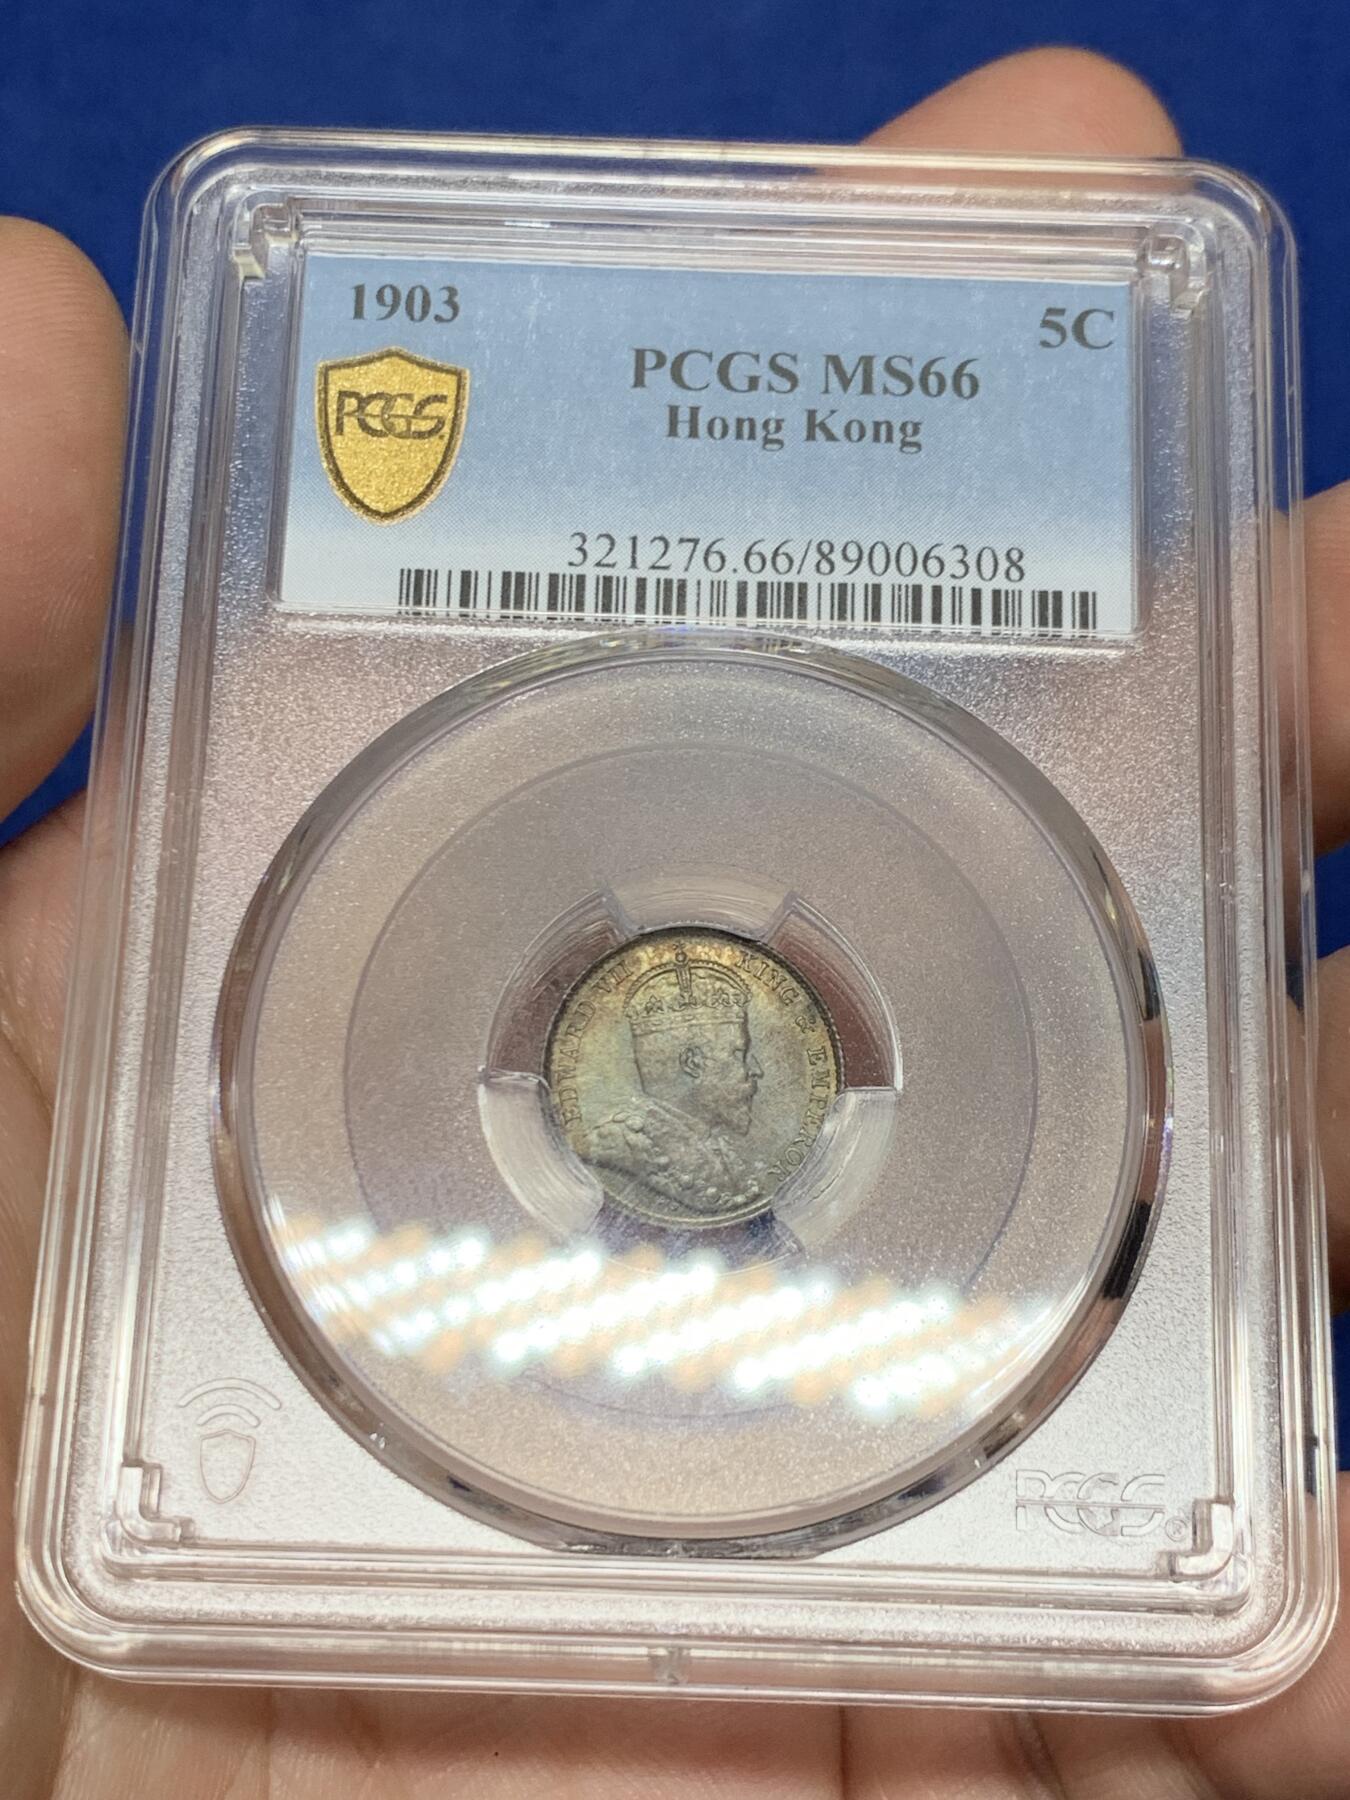 1903
5C
PCGS MS66
Hong Kong
PCGS
321276.66/89006308
EDWARD VII KING & EMPEROR
PCGS